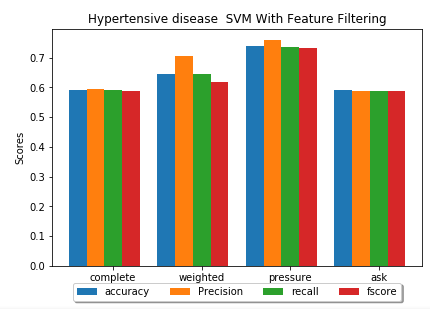 Hypertensive disease  SVM With Feature Filtering
Scores
0.7
0.6
0.5
0.4
0.3
0.2
0.1
0.0
complete weighted pressure ask
accuracy Precision recall fscore